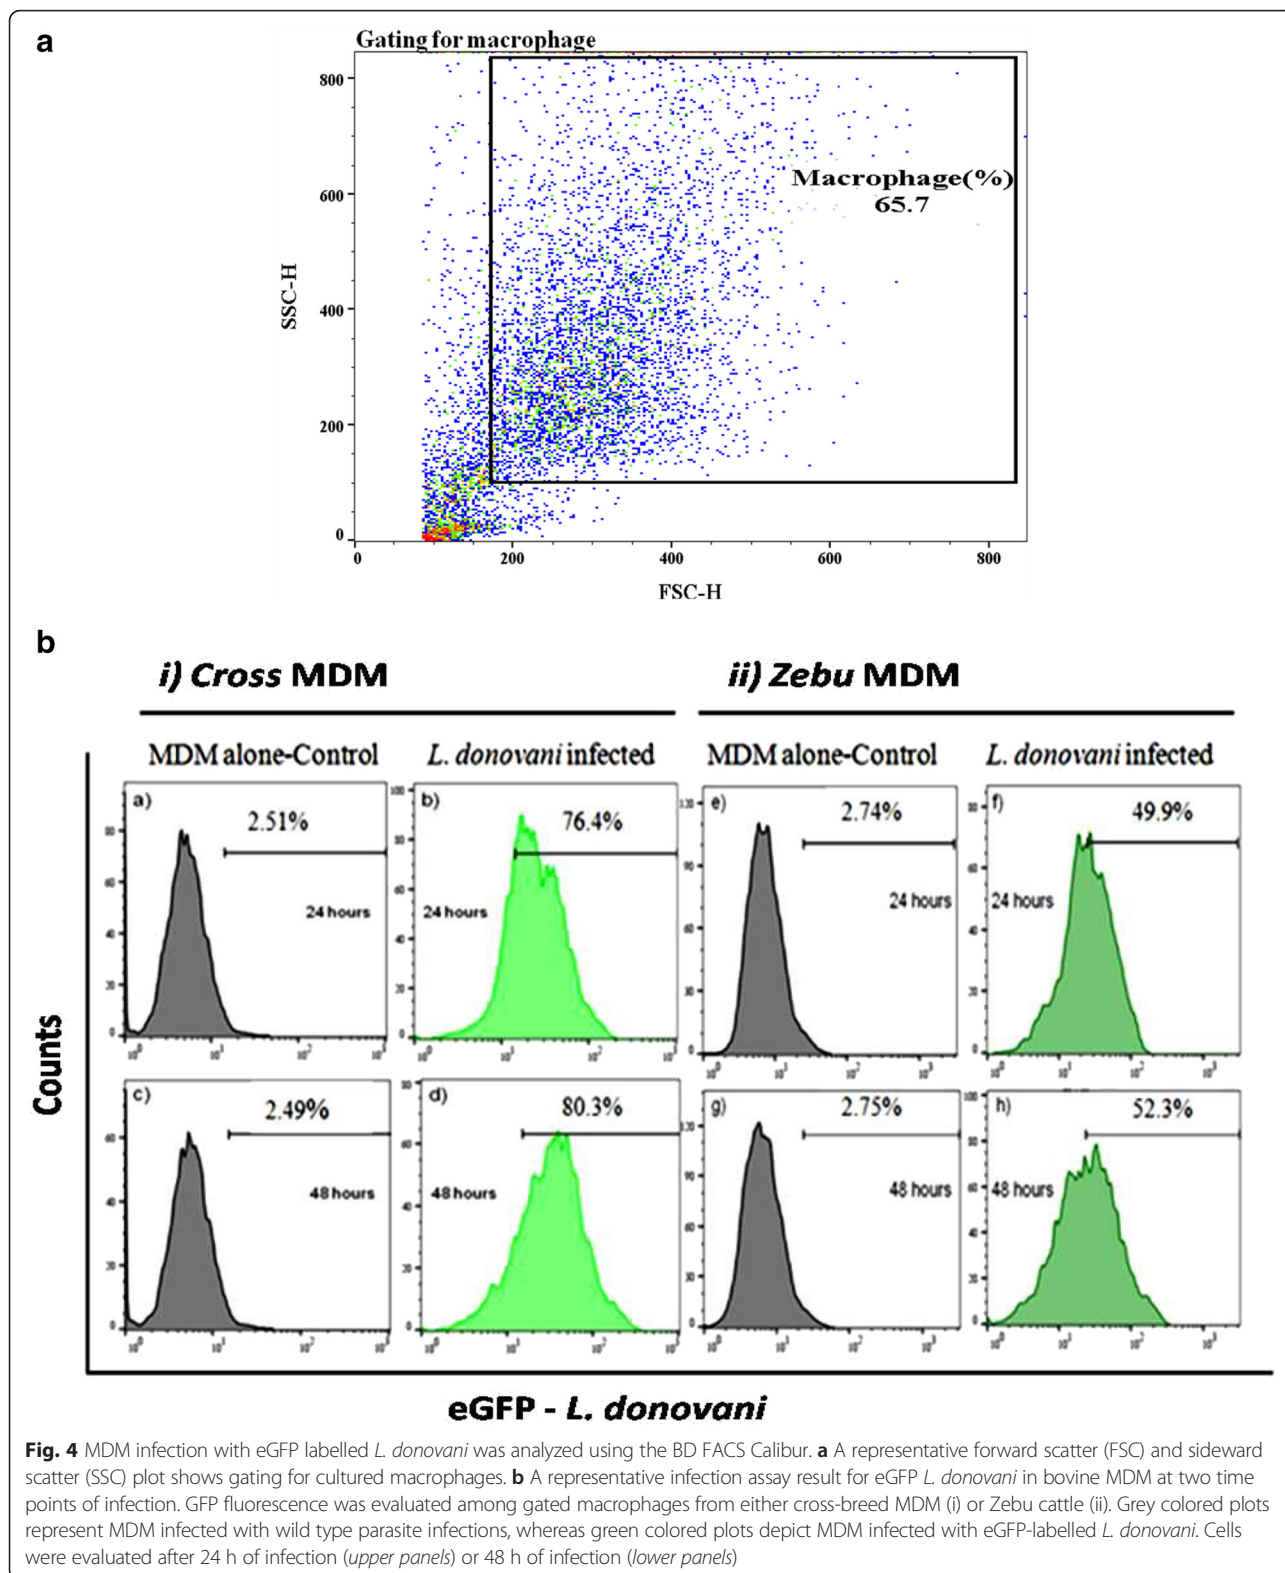 a
Gating for macrophage
800
600
400
200
0
SSC-H
Macrophage(%)
65.7
0 200 400 600 800
FSC-H
b
i) Cross MDM ii) Zebu MDM
MDM alone-Control L. donovani infected MDM alone-Control L. donovani infected
Counts
a) 2.51%
24 hours
b) 76.4%
24 hours
e) 2.74%
24 hours
f) 49.9%
24 hours
c) 2.49%
48 hours
d) 80.3%
48 hours
g) 2.75%
48 hours
h) 52.3%
48 hours
eGFP - L. donovani
Fig. 4 MDM infection with eGFP labelled L. donovani was analyzed using the BD FACS Calibur. a A representative forward scatter (FSC) and sideward
scatter (SSC) plot shows gating for cultured macrophages. b A representative infection assay result for eGFP L. donovani in bovine MDM at two time
points of infection. GFP fluorescence was evaluated among gated macrophages from either cross-breed MDM (i) or Zebu cattle (ii). Grey colored plots
represent MDM infected with wild type parasite infections, whereas green colored plots depict MDM infected with eGFP-labelled L. donovani. Cells
were evaluated after 24 h of infection (upper panels) or 48 h of infection (lower panels)